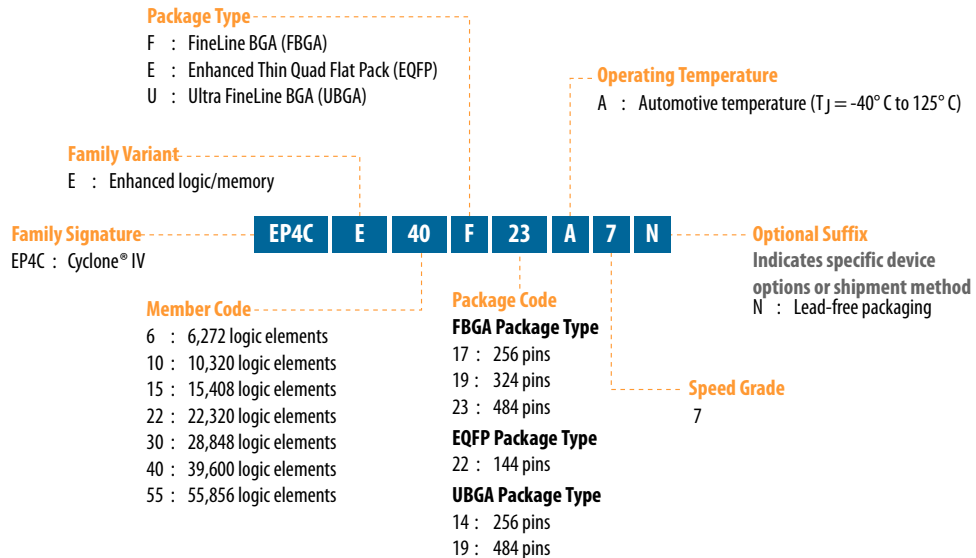 Package Type
F : FineLine BGA (FBGA)
E : Enhanced Thin Quad Flat Pack (EQFP)
U : Ultra FineLine BGA (UBGA)
Operating Temperature
A : Automotive temperature (TJ = -40° C to 125° C)
Family Variant
E : Enhanced logic/memory
Family Signature
EP4C : Cyclone® IV
EP4C E 40 F 23 A 7 N
Optional Suffix
Indicates specific device
options or shipment method
N : Lead-free packaging
Member Code
6 : 6,272 logic elements
10 : 10,320 logic elements
15 : 15,408 logic elements
22 : 22,320 logic elements
30 : 28,848 logic elements
40 : 39,600 logic elements
55 : 55,856 logic elements
Package Code
FBGA Package Type
17 : 256 pins
19 : 324 pins
23 : 484 pins
EQFP Package Type
22 : 144 pins
UBGA Package Type
14 : 256 pins
19 : 484 pins
Speed Grade
7